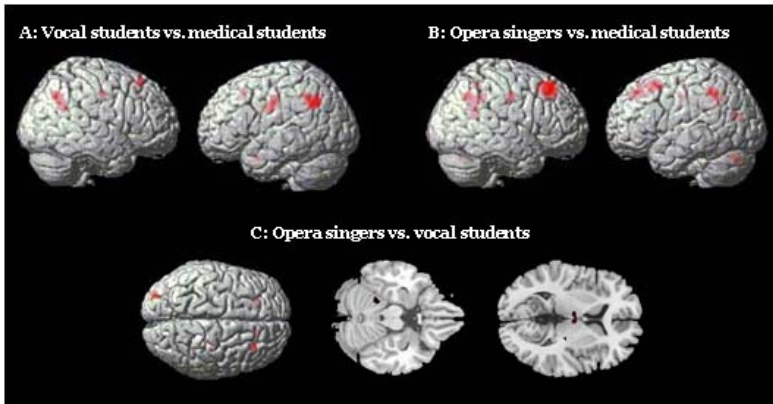 A: Vocal students vs. medical students
B: Opera singers vs. medical students
C: Opera singers vs. vocal students